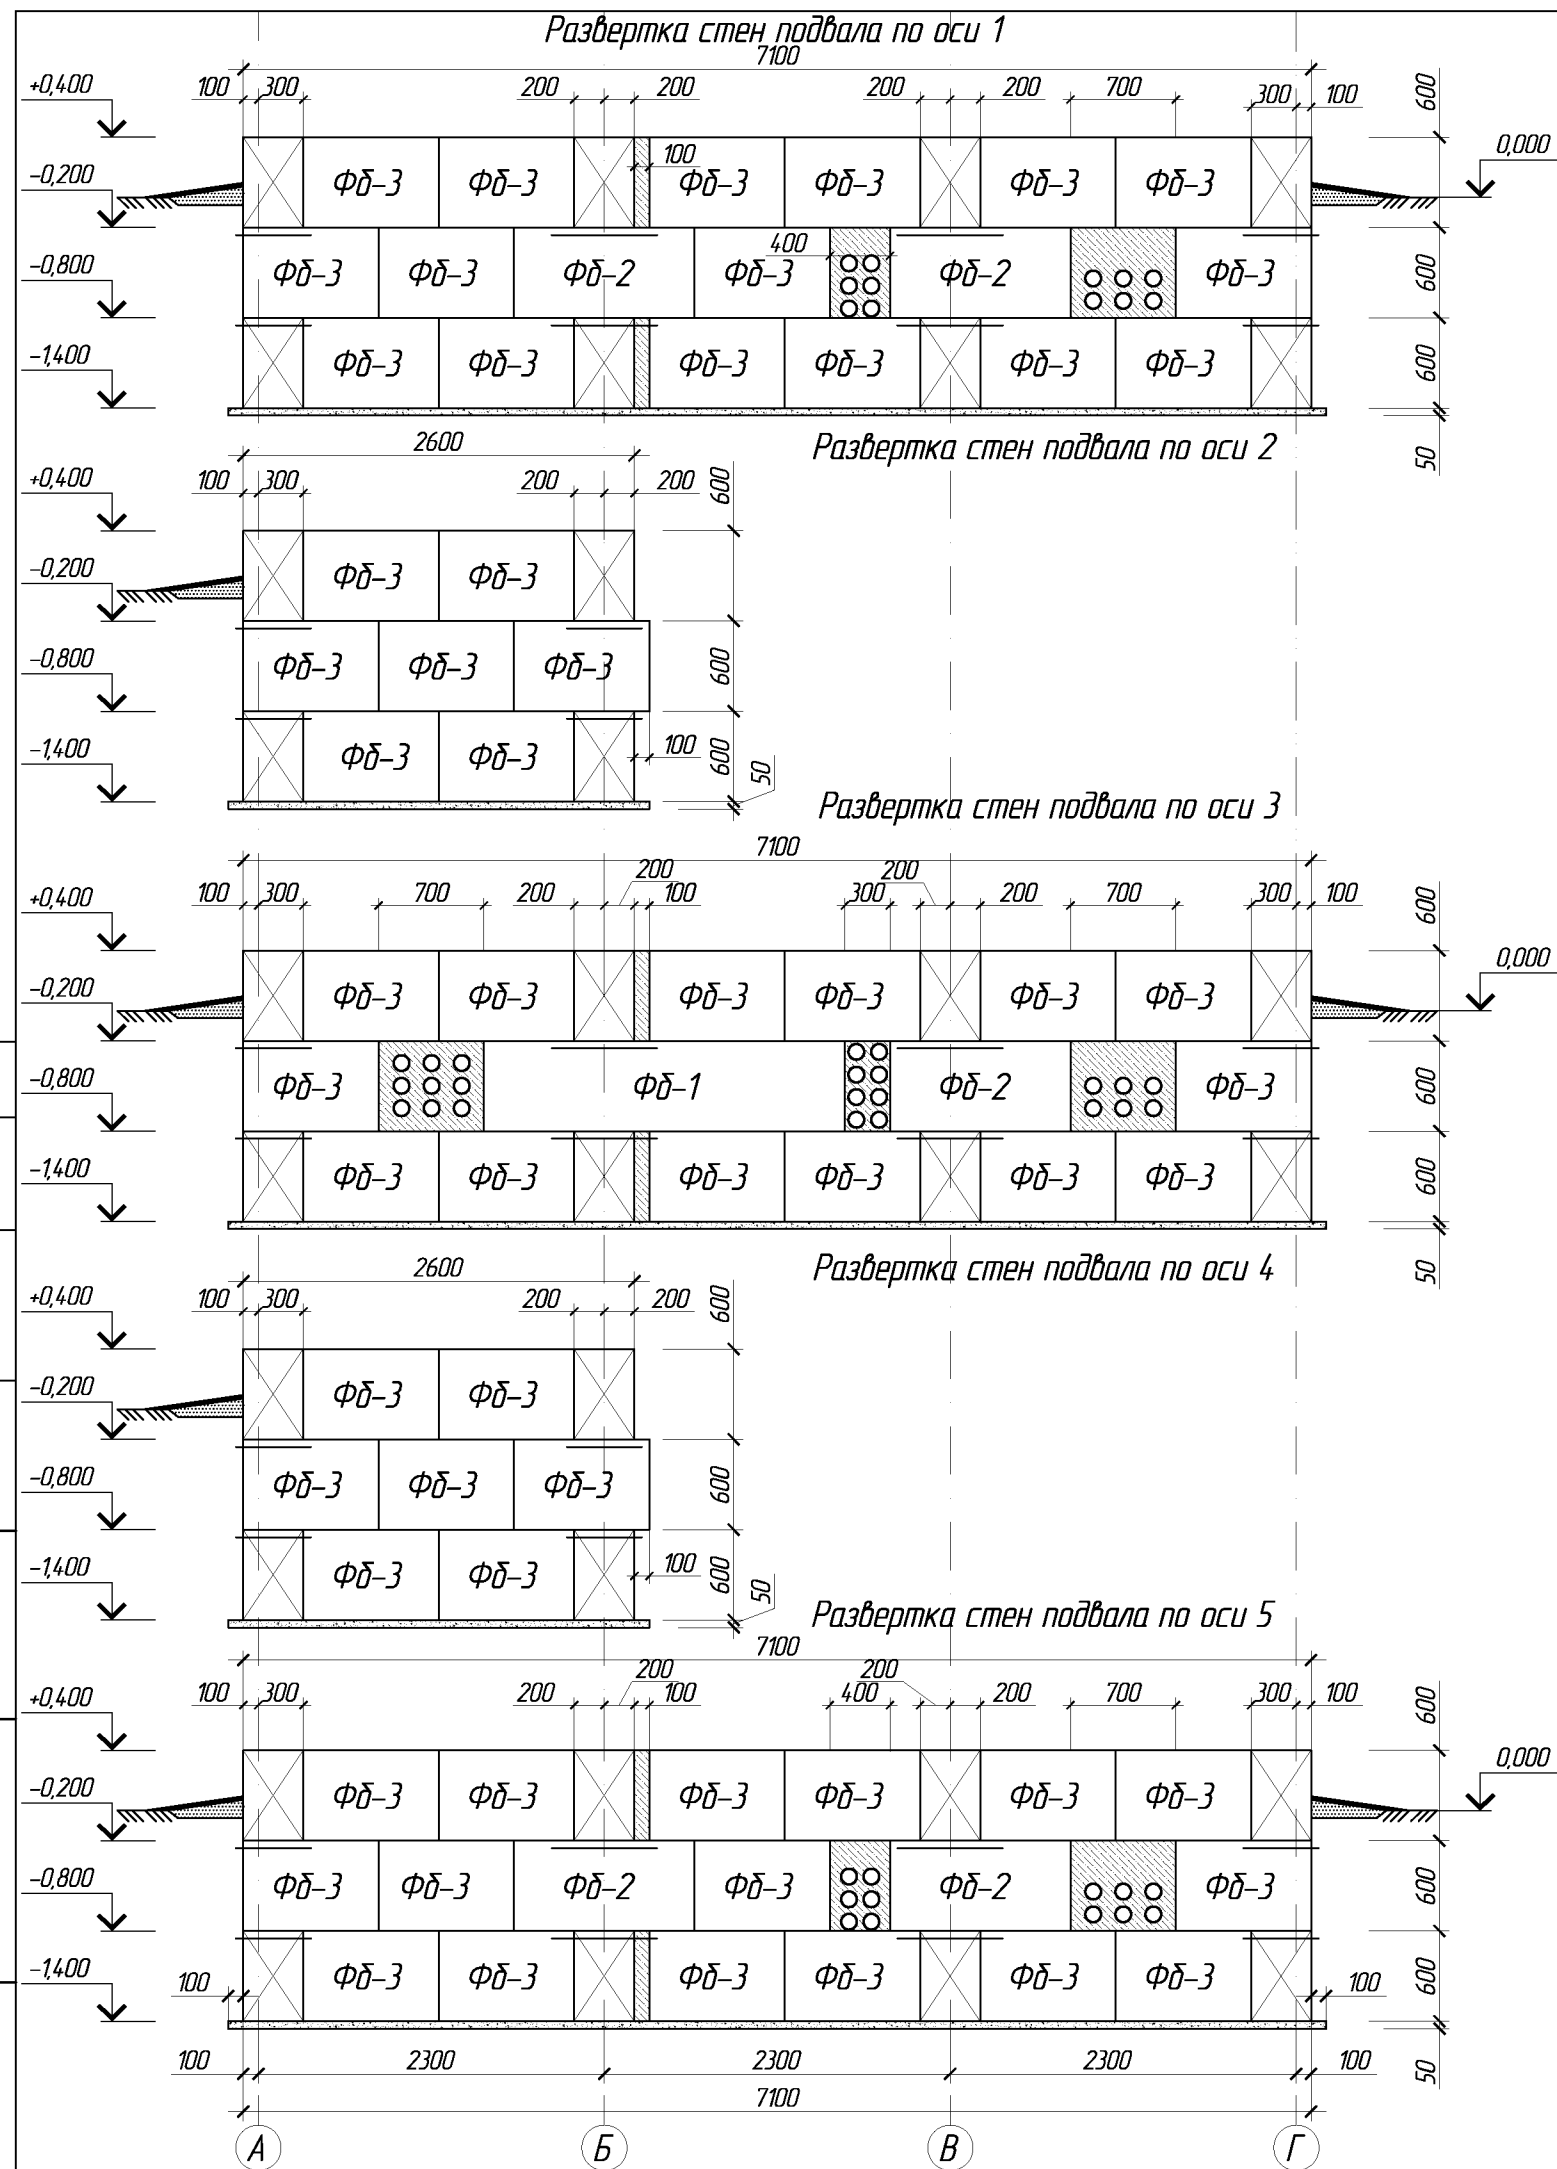 Развертка стен подвала по оси 1
7100
+0,400 100 300 200 200 200 200 700 300 100 600
-0,200 Фб-3 Фб-3 100 Фб-3 Фб-3 Фб-3 Фб-3 0,000
-0,800 Фб-3 Фб-3 Фб-2 Фб-3 400 Фб-2 Фб-3 600
-1,400 Фб-3 Фб-3 Фб-3 Фб-3 Фб-3 Фб-3 600
50
Развертка стен подвала по оси 2
2600
+0,400 100 300 200 200 600
-0,200 Фб-3 Фб-3
-0,800 Фб-3 Фб-3 Фб-3 600
-1,400 Фб-3 Фб-3 100 600 50
Развертка стен подвала по оси 3
7100
+0,400 100 300 700 200 200 100 300 200 200 700 300 100 600
-0,200 Фб-3 Фб-3 Фб-3 Фб-3 Фб-3 Фб-3 0,000
-0,800 Фб-3 Фб-1 Фб-2 Фб-3 600
-1,400 Фб-3 Фб-3 Фб-3 Фб-3 Фб-3 Фб-3 600
50
Развертка стен подвала по оси 4
2600
+0,400 100 300 200 200 600
-0,200 Фб-3 Фб-3
-0,800 Фб-3 Фб-3 Фб-3 600
-1,400 Фб-3 Фб-3 100 600 50
Развертка стен подвала по оси 5
7100
+0,400 100 300 200 200 100 400 200 200 700 300 100 600
-0,200 Фб-3 Фб-3 Фб-3 Фб-3 Фб-3 Фб-3 0,000
-0,800 Фб-3 Фб-3 Фб-2 Фб-3 Фб-2 Фб-3 600
-1,400 100 Фб-3 Фб-3 Фб-3 Фб-3 Фб-3 Фб-3 100 600
100 2300 2300 2300 100 50
7100
А Б В Г